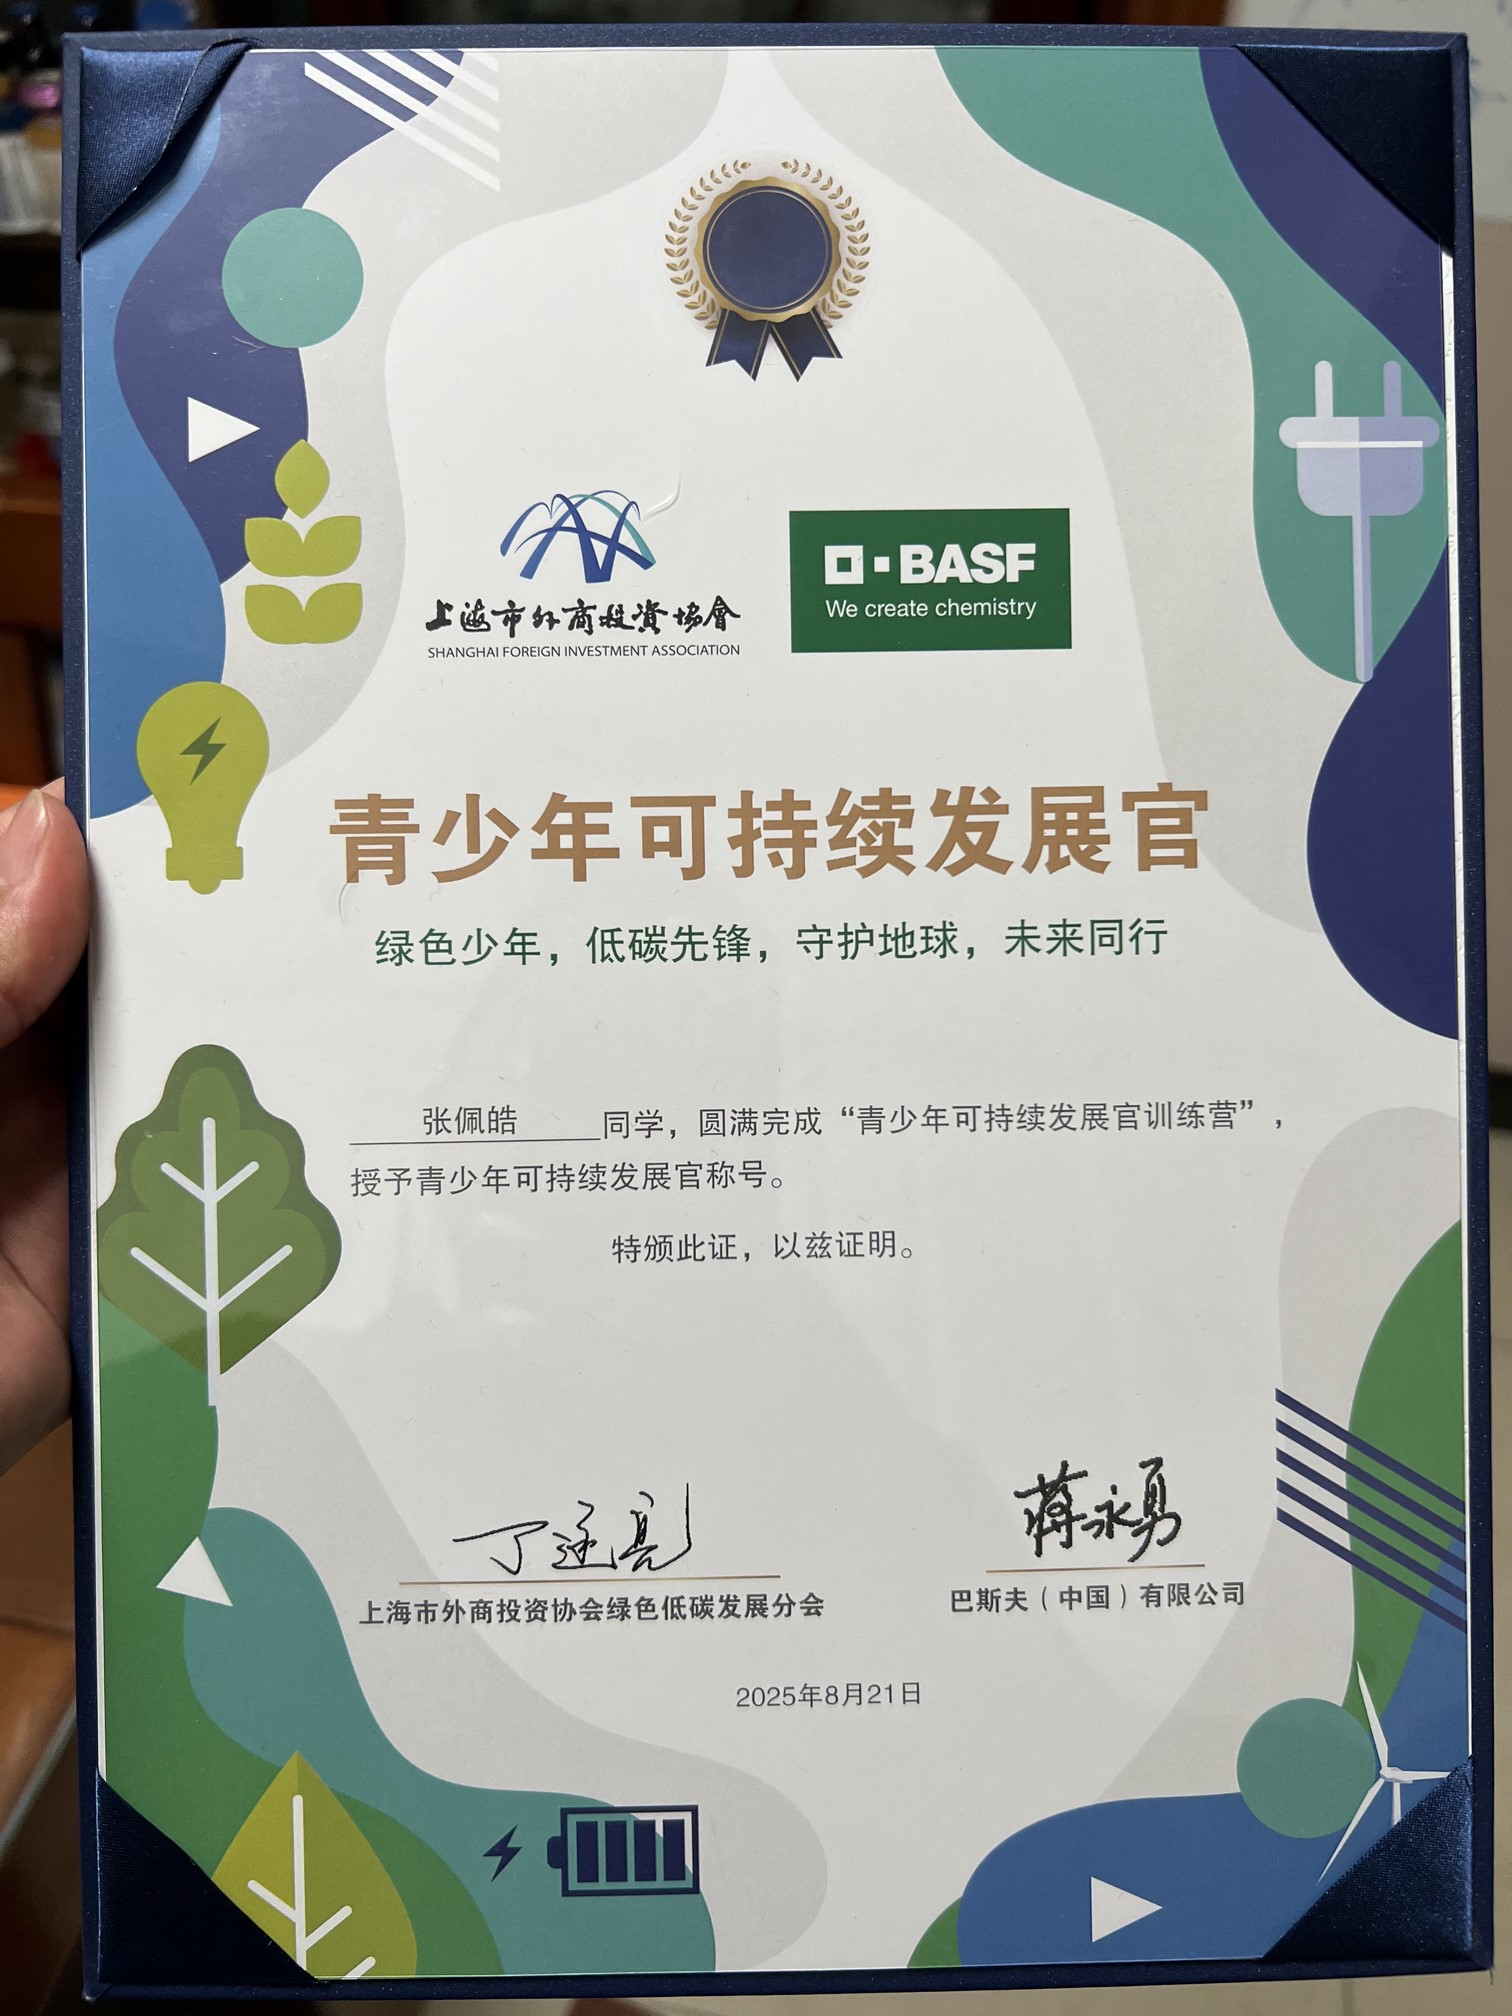 上海市外商投資協會
SHANGHAI FOREIGN INVESTMENT ASSOCIATION
BASF
We create chemistry
青少年可持续发展官
绿色少年，低碳先锋，守护地球，未来同行
张佩皓 同学，圆满完成“青少年可持续发展官训练营”，
授予青少年可持续发展官称号。
特颁此证，以兹证明。
蒋永勇
上海市外商投资协会绿色低碳发展分会
巴斯夫（中国）有限公司
2025年8月21日